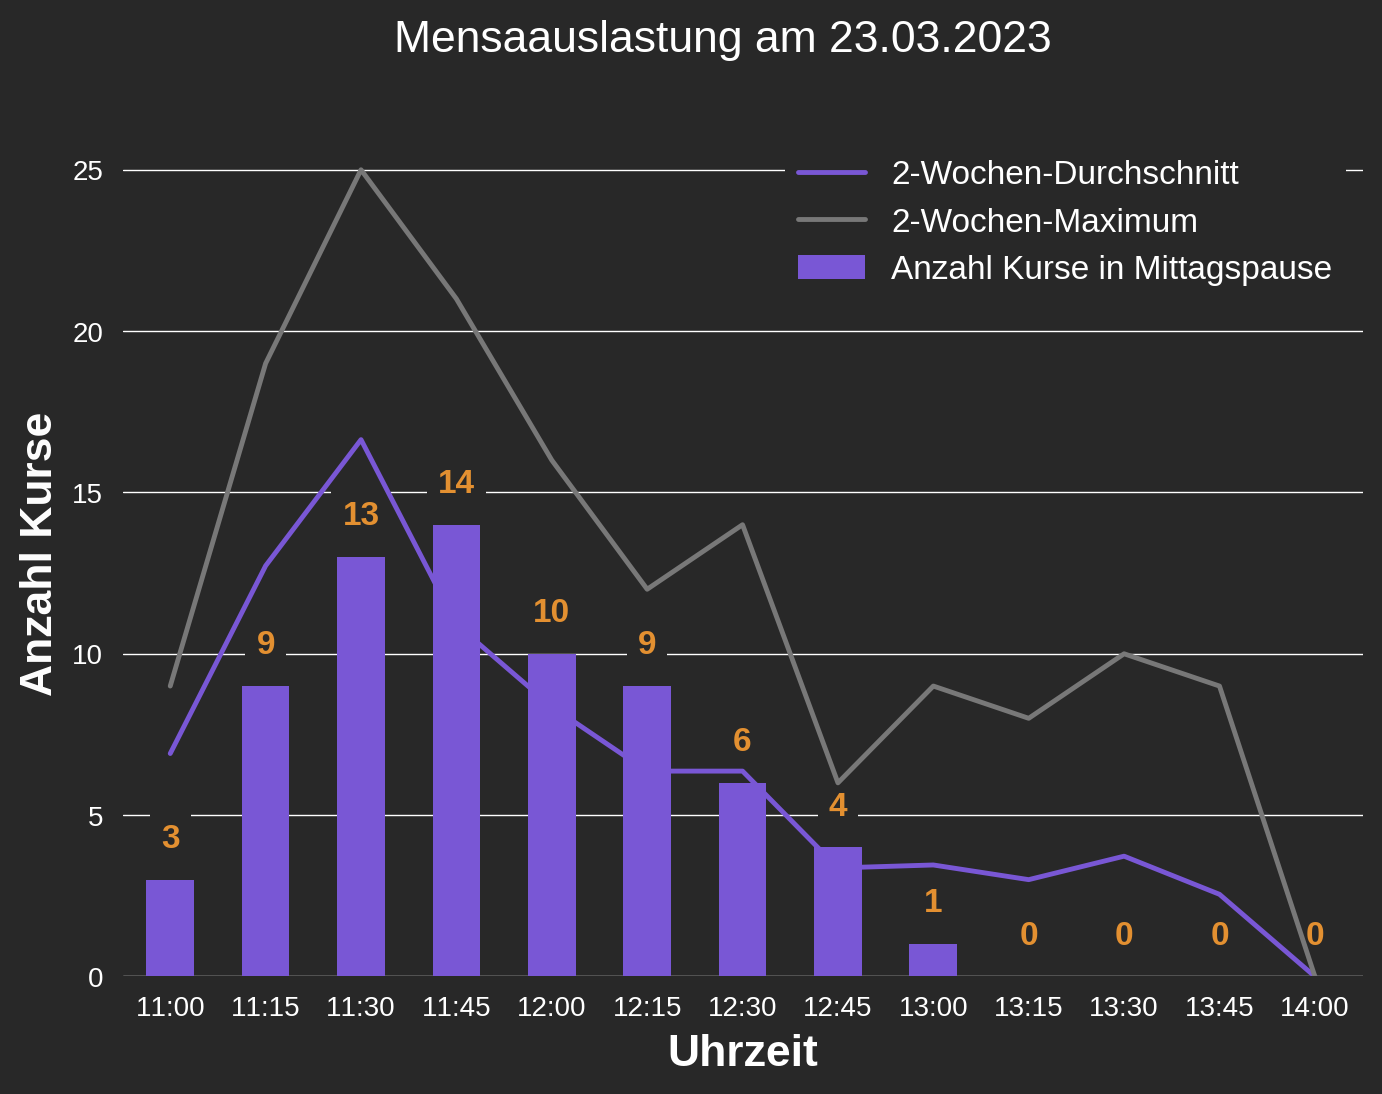 Mensaauslastung am 23.03.2023
2-Wochen-Durchschnitt
2-Wochen-Maximum
Anzahl Kurse in Mittagspause
Anzahl Kurse
25
20
15
10
5
0
3
9
13
14
10
9
6
4
1
0
0
0
0
11:00 11:15 11:30 11:45 12:00 12:15 12:30 12:45 13:00 13:15 13:30 13:45 14:00
Uhrzeit